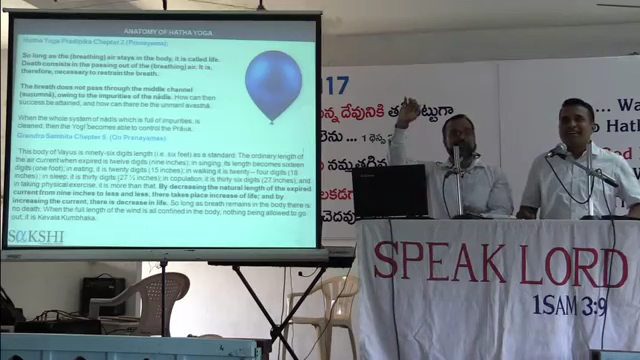 ANATOMY OF HATHA YOGA
Hatha Yoga Pradipika Chapter 2 (Pranayama)
So long as the (breathing) air stays in the body, it is called life.
Death consists in the passing out of the (breathing) air. It is,
therefore, necessary to restrain the breath.
The breath does not pass through the middle channel
(susumnâ), owing to the impurities of the nâdîs. How can then
success be attained, and how can there be the unmani avasthâ.
When the whole system of nâdîs which is full of impurities, is
cleaned, then the Yogî becomes able to control the Prâna.
Gheranda Samhita Chapter 5 (On Pranayama)
This body of Vayus is ninety-six digits length (i.e. six feet) as a standard. The ordinary length of
the air current when expired is twelve digits (nine inches); in singing, its length becomes sixteen
digits (one foot); in eating, it is twenty digits (15 inches); in walking it is twenty-four digits (18
inches); in sleep, it is thirty digits (27 ½ inches); in copulation, it is thirty six digits (27 inches); and
in taking physical exercise, it is more than that. By decreasing the natural length of the expired
current from nine inches to less and less, there takes place increase of life; and by
increasing the current, there is decrease in life. So long as breath remains in the body there is
no death. When the full length of the wind is all confined in the body, nothing being allowed to go
out, it is Kevala Kumbhaka.
SAKSHI
17
దేవునికి
1
... Wa
o Hat
God
SPEAK LORD
1SAM 3:9